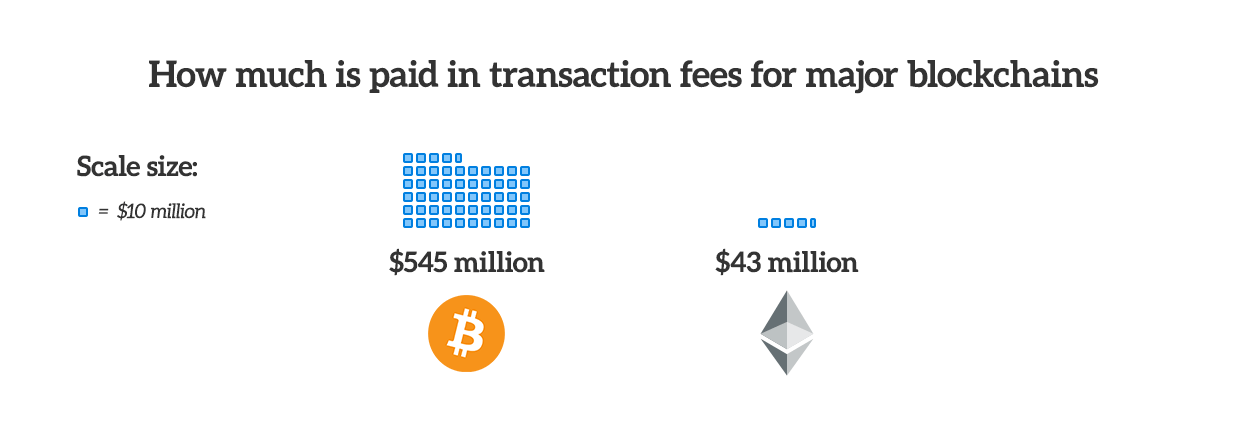 How much is paid in transaction fees for major blockchains
Scale size:
= $10 million
$545 million
$43 million